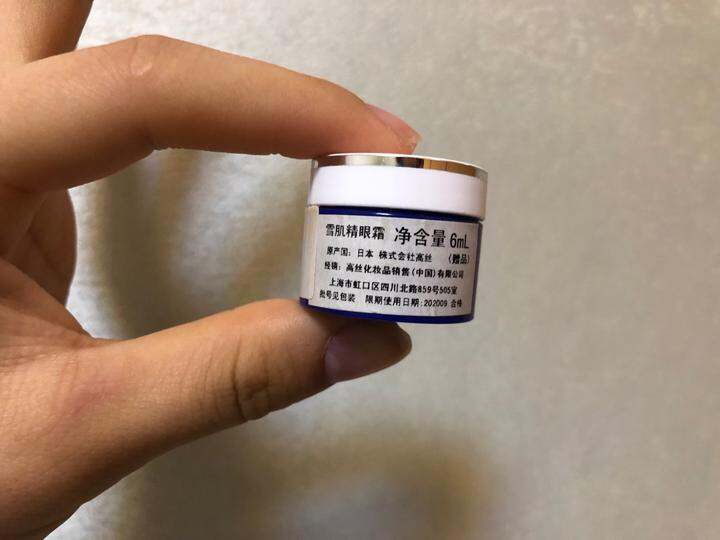 雪肌精眼霜 净含量 6mL
原产国: 日本 株式会社高丝 (赠品)
经销: 高丝化妆品销售(中国)有限公司
上海市虹口区四川北路859号505室
批号见包装 限期使用日期:202009 合格